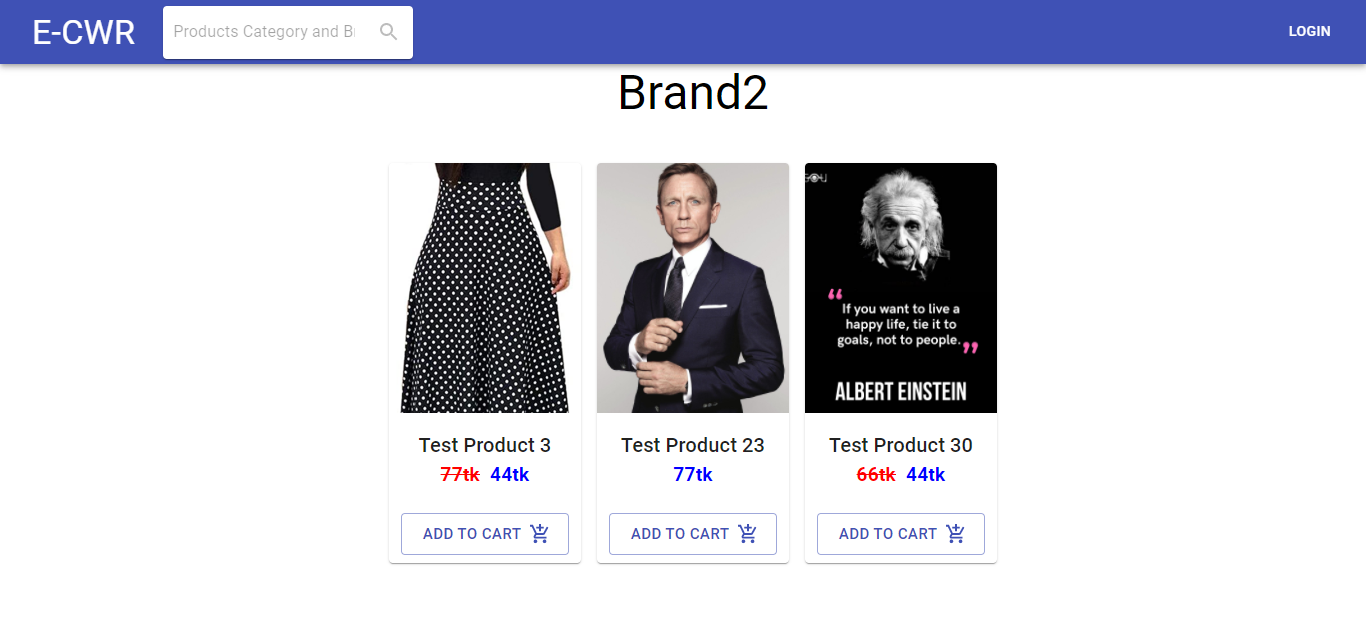 E-CWR
Products Category and B
LOGIN
Brand2
If you want to live a
happy life, tie it to
goals, not to people.
ALBERT EINSTEIN
Test Product 3
77tk 44tk
ADD TO CART
Test Product 23
77tk
ADD TO CART
Test Product 30
66tk 44tk
ADD TO CART